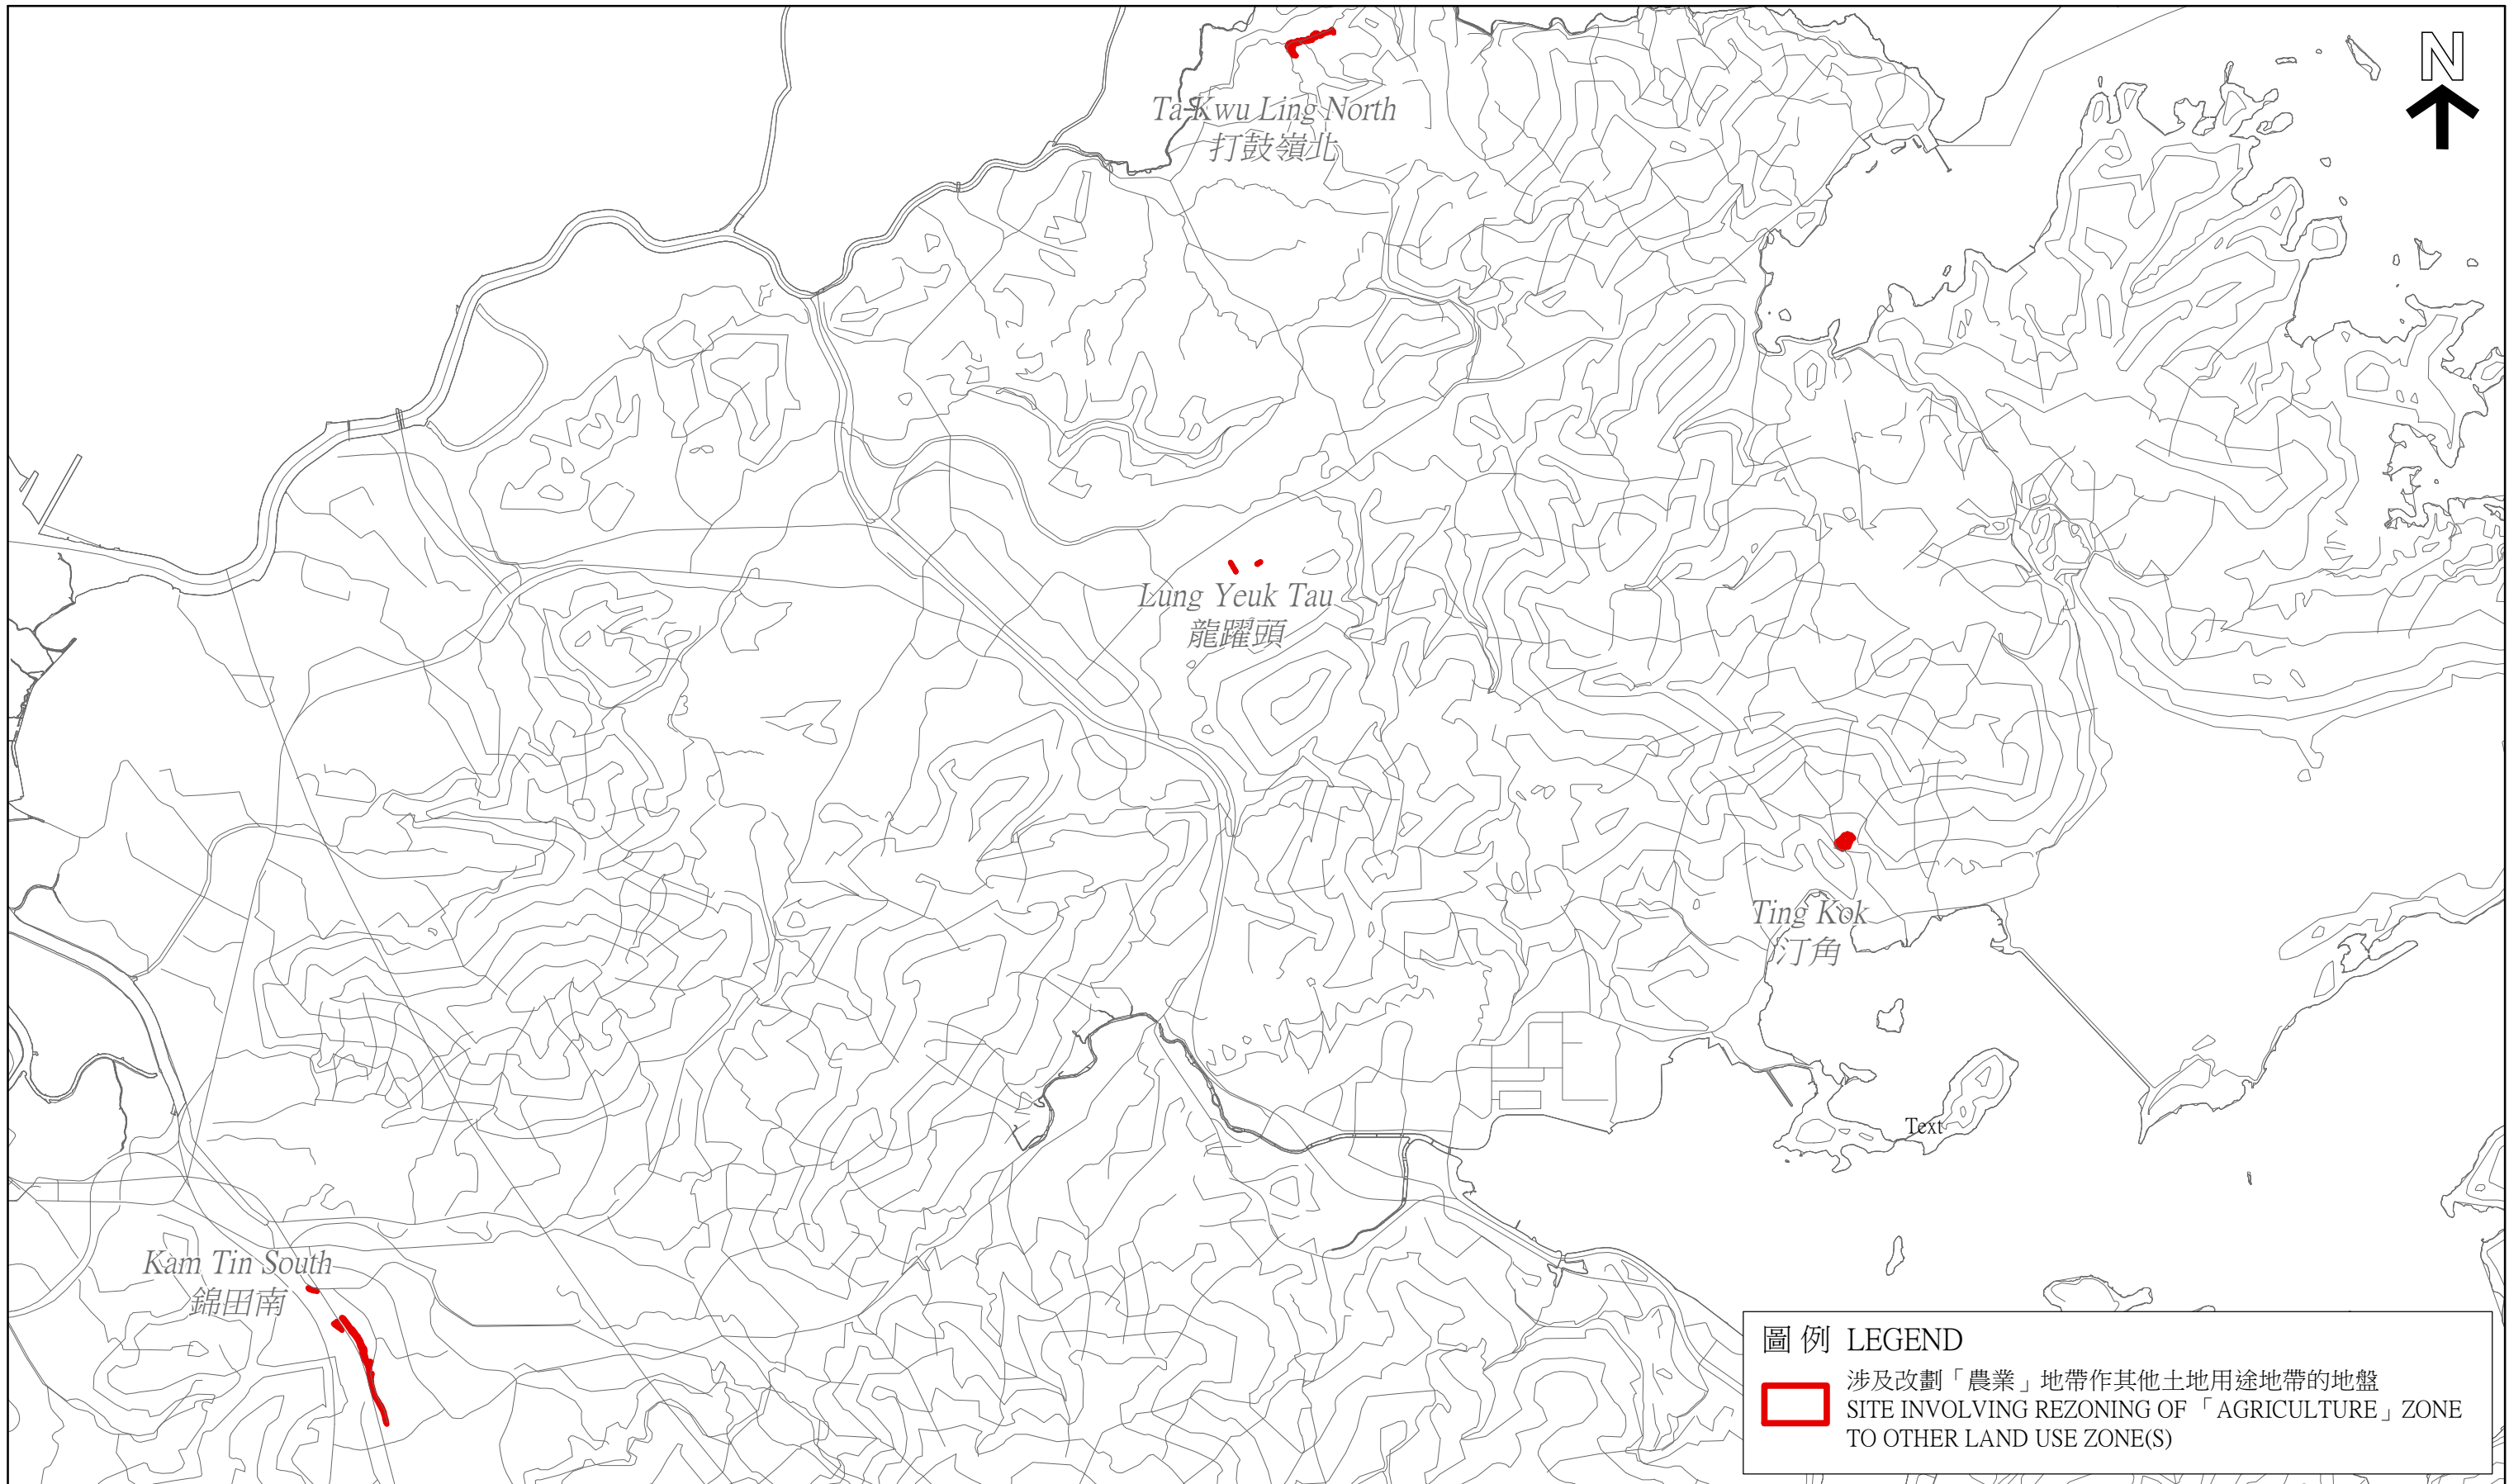 N
Ta Kwu Ling North
打鼓嶺北
Lung Yeuk Tau
龍躍頭
Ting Kok
汀角
Text
Kam Tin South
錦田南
圖例 LEGEND
涉及改劃「農業」地帶作其他土地用途地帶的地盤
SITE INVOLVING REZONING OF「AGRICULTURE」ZONE
TO OTHER LAND USE ZONE(S)